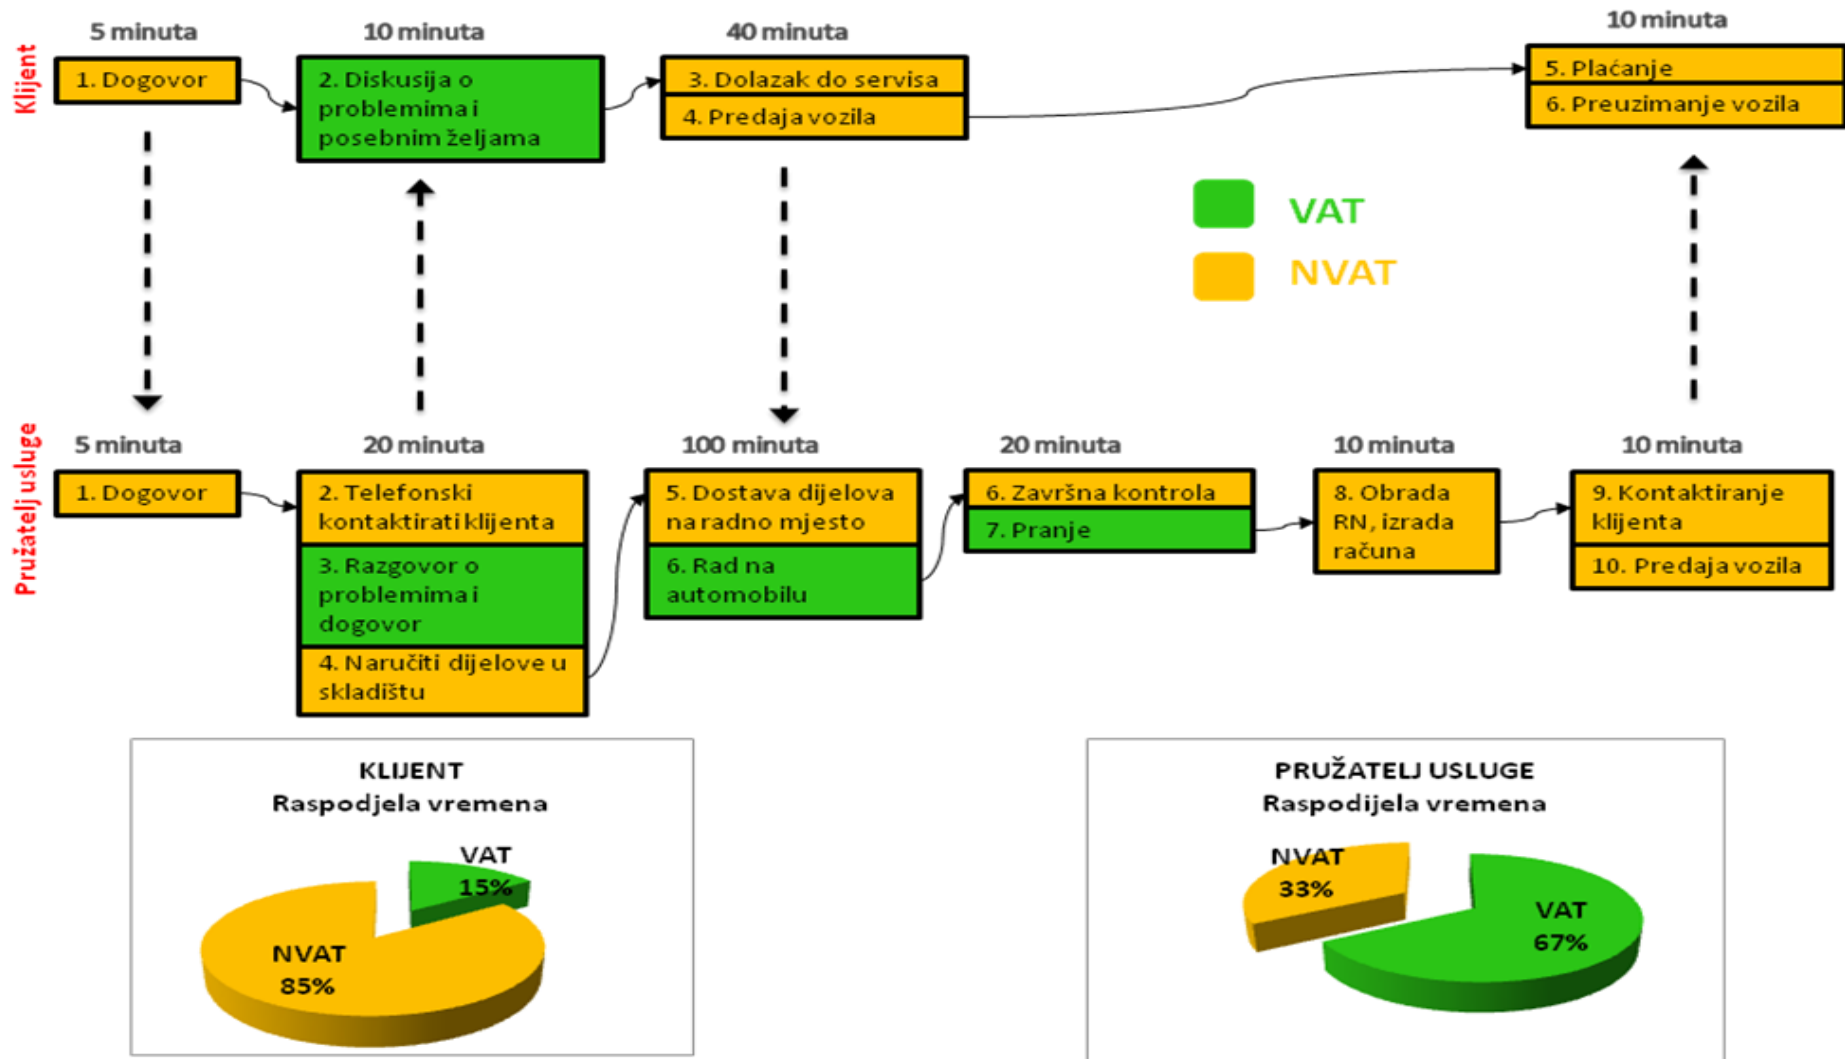 5 minuta
10 minuta
40 minuta
10 minuta
Klijent
1. Dogovor
2. Diskusija o
problemima i
posebnim željama
3. Dolazak do servisa
4. Predaja vozila
5. Plaćanje
6. Preuzimanje vozila
VAT
NVAT
Pružatelj usluge
5 minuta
20 minuta
100 minuta
20 minuta
10 minuta
10 minuta
1. Dogovor
2. Telefonski
kontaktirati klijenta
3. Razgovor o
problemima i
dogovor
4. Naručiti dijelove u
skladištu
5. Dostava dijelova
na radno mjesto
6. Rad na
automobilu
6. Završna kontrola
7. Pranje
8. Obrada
RN, izrada
računa
9. Kontaktiranje
klijenta
10. Predaja vozila
KLIJENT
Raspodjela vremena
VAT
15%
NVAT
85%
PRUŽATELJ USLUGE
Raspodijela vremena
NVAT
33%
VAT
67%